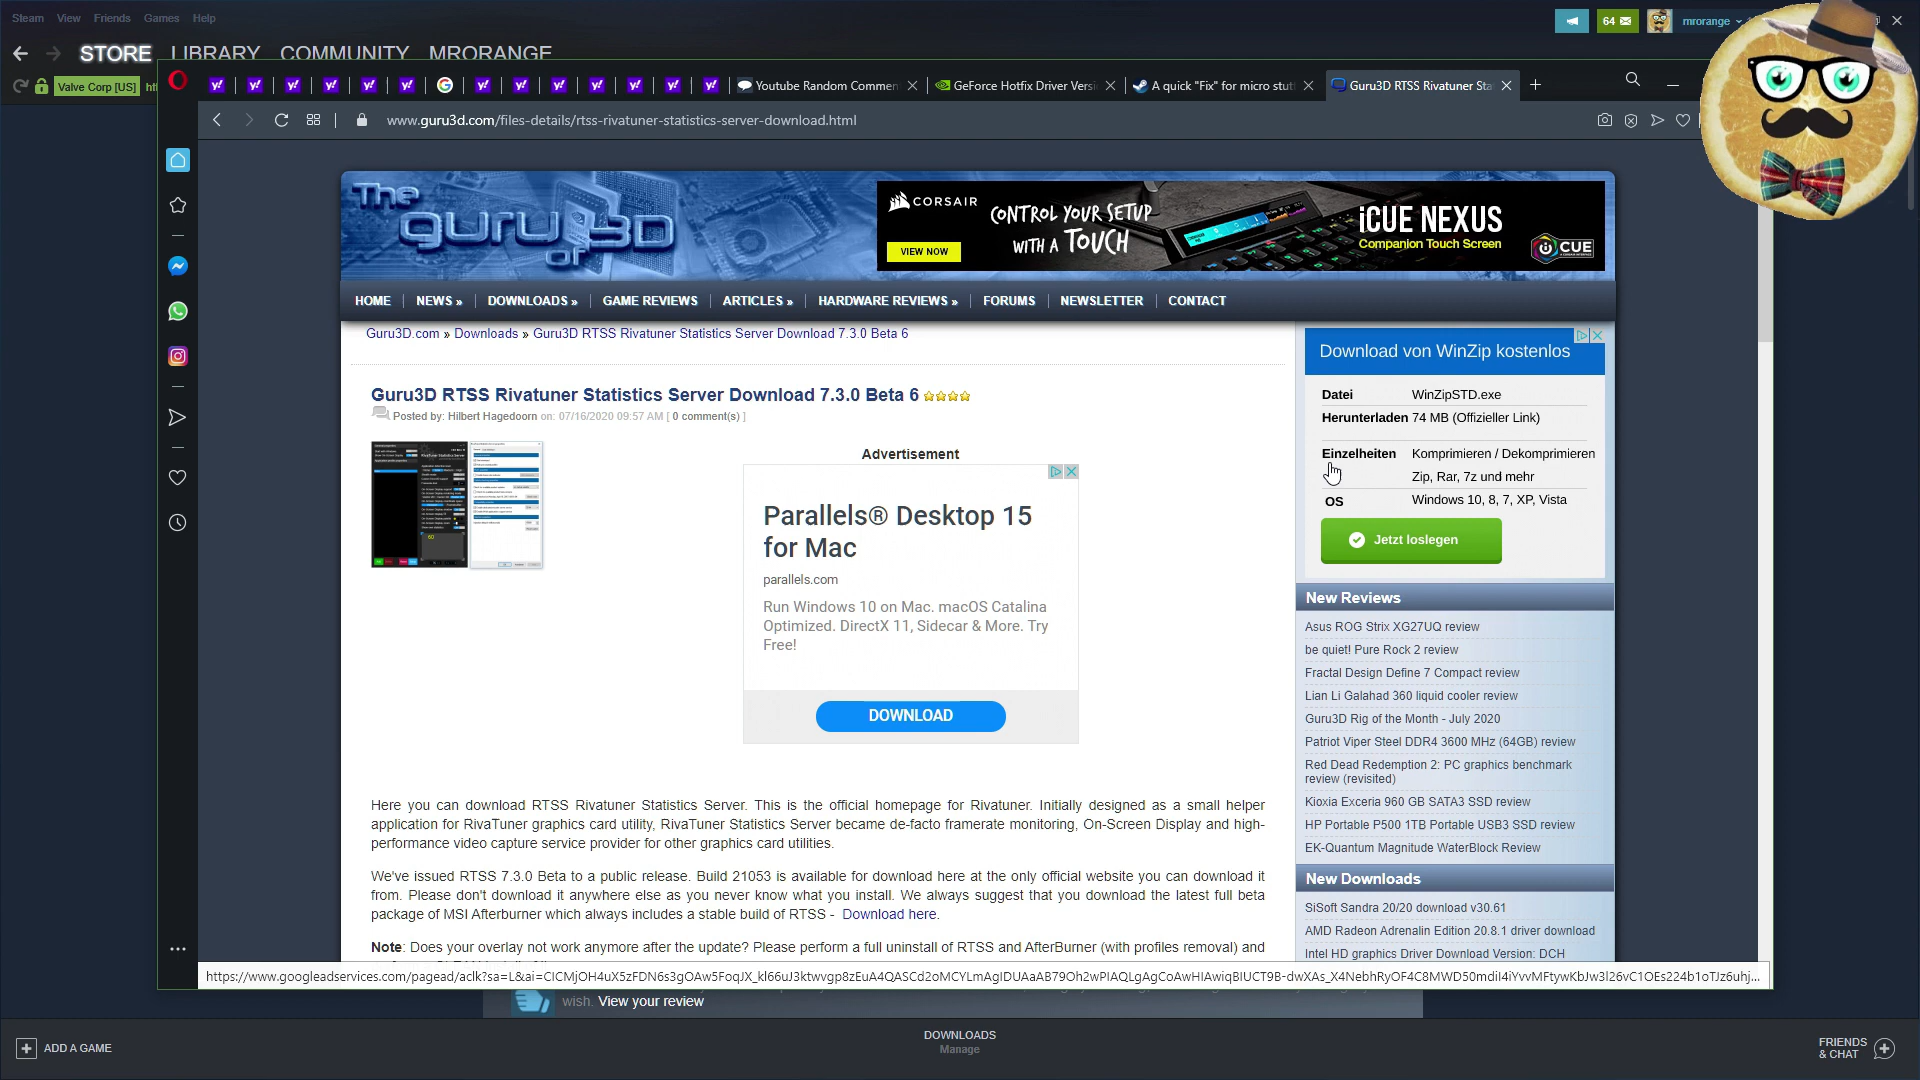 Steam View Friends Games Help
64
mrorange
STORE LIBRARY COMMUNITY MRORANGE
Valve Corp [US]
Youtube Random Commen
GeForce Hotfix Driver Versi
A quick "Fix" for micro stutt
Guru3D RTSS Rivatuner Sta
www.guru3d.com/files-details/rtss-rivatuner-statistics-server-download.html
The guru of 3D
CORSAIR
CONTROL YOUR SETUP
WITH A TOUCH
VIEW NOW
iCUE NEXUS
Companion Touch Screen
iCUE
HOME NEWS » DOWNLOADS » GAME REVIEWS ARTICLES » HARDWARE REVIEWS » FORUMS NEWSLETTER CONTACT
Guru3D.com » Downloads » Guru3D RTSS Rivatuner Statistics Server Download 7.3.0 Beta 6
Guru3D RTSS Rivatuner Statistics Server Download 7.3.0 Beta 6
Posted by: Hilbert Hagedoorn on: 07/16/2020 09:57 AM [ 0 comment(s) ]
Advertisement
Parallels® Desktop 15
for Mac
parallels.com
Run Windows 10 on Mac. macOS Catalina
Optimized. DirectX 11, Sidecar & More. Try
Free!
DOWNLOAD
Here you can download RTSS Rivatuner Statistics Server. This is the official homepage for Rivatuner. Initially designed as a small helper
application for RivaTuner graphics card utility, RivaTuner Statistics Server became de-facto framerate monitoring, On-Screen Display and high-
performance video capture service provider for other graphics card utilities.
We've issued RTSS 7.3.0 Beta to a public release. Build 21053 is available for download here at the only official website you can download it
from. Please don't download it anywhere else as you never know what you install. We always suggest that you download the latest full beta
package of MSI Afterburner which always includes a stable build of RTSS - Download here.
Note: Does your overlay not work anymore after the update? Please perform a full uninstall of RTSS and AfterBurner (with profiles removal) and
Download von WinZip kostenlos
Datei WinZipSTD.exe
Herunterladen 74 MB (Offizieller Link)
Einzelheiten Komprimieren / Dekomprimieren
Zip, Rar, 7z und mehr
OS Windows 10, 8, 7, XP, Vista
Jetzt loslegen
New Reviews
Asus ROG Strix XG27UQ review
be quiet! Pure Rock 2 review
Fractal Design Define 7 Compact review
Lian Li Galahad 360 liquid cooler review
Guru3D Rig of the Month - July 2020
Patriot Viper Steel DDR4 3600 MHz (64GB) review
Red Dead Redemption 2: PC graphics benchmark
review (revisited)
Kioxia Exceria 960 GB SATA3 SSD review
HP Portable P500 1TB Portable USB3 SSD review
EK-Quantum Magnitude WaterBlock Review
New Downloads
SiSoft Sandra 20/20 download v30.61
AMD Radeon Adrenalin Edition 20.8.1 driver download
Intel HD graphics Driver Download Version: DCH
wish. View your review
ADD A GAME
DOWNLOADS
Manage
FRIENDS
& CHAT